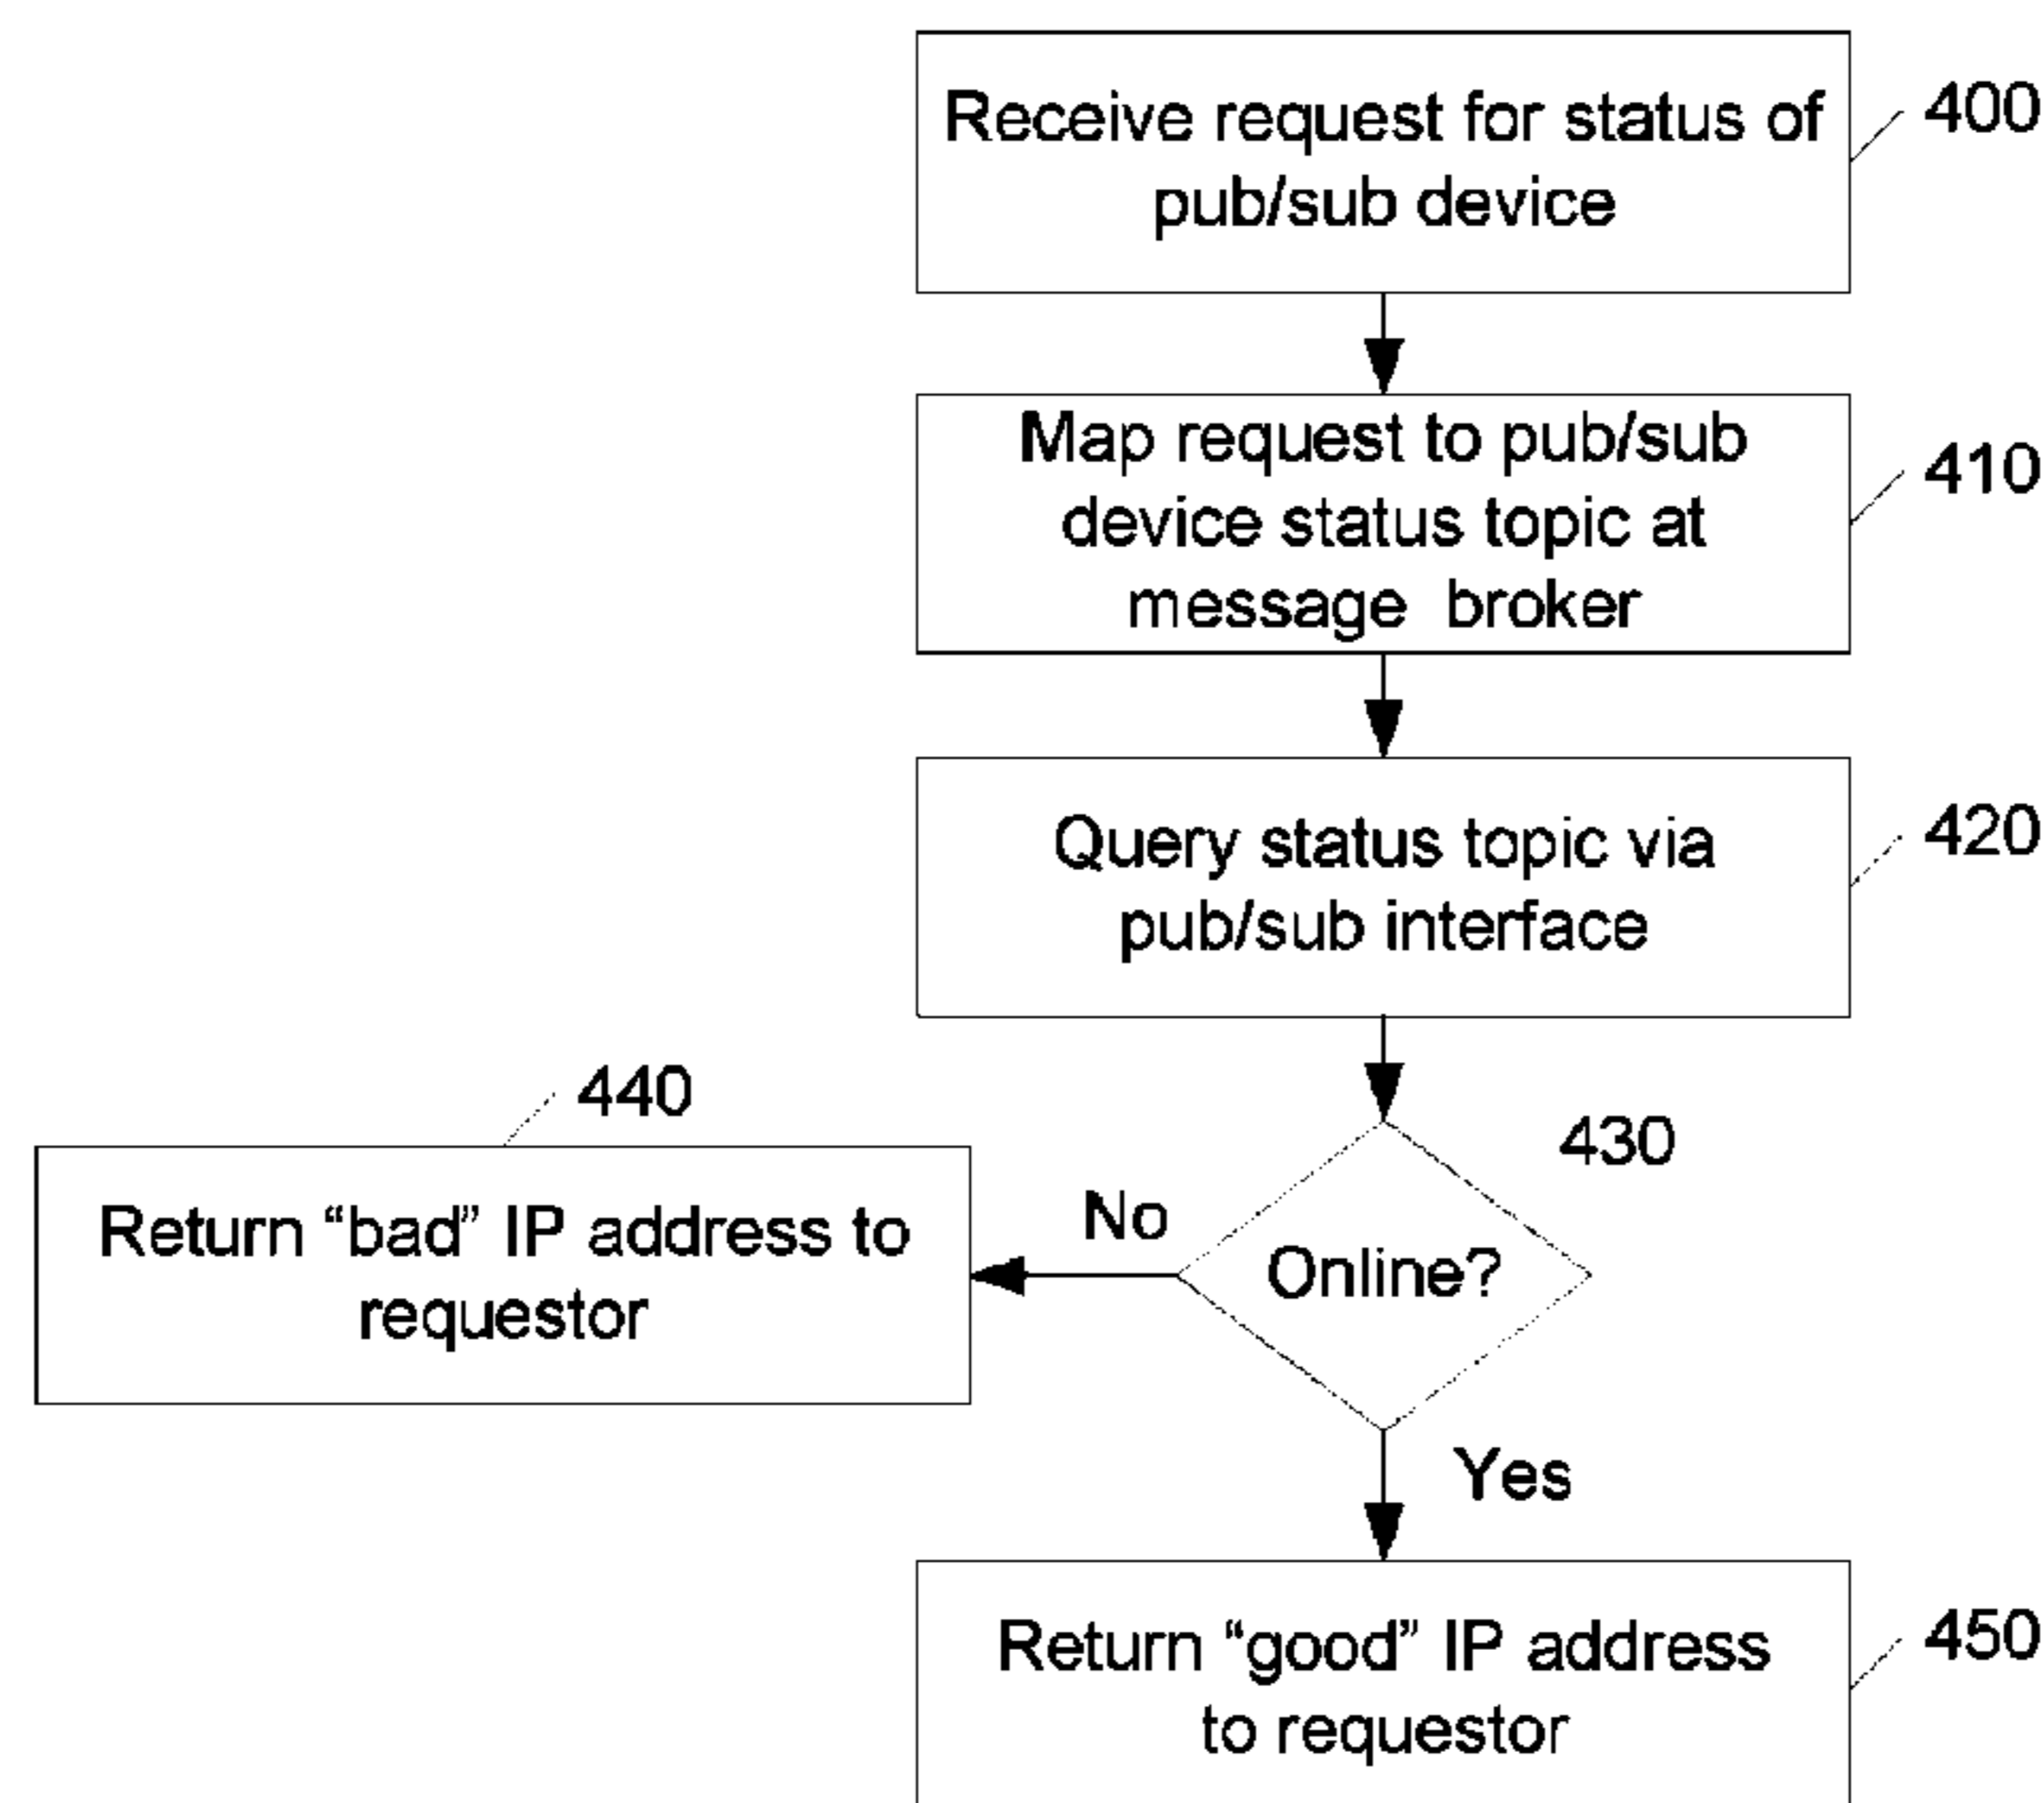 Receive request for status of
pub/sub device
400
Map request to pub/sub
device status topic at
message broker
410
Query status topic via
pub/sub interface
420
430
Online?
No
440
Return “bad” IP address to
requestor
Yes
Return “good” IP address
to requestor
450